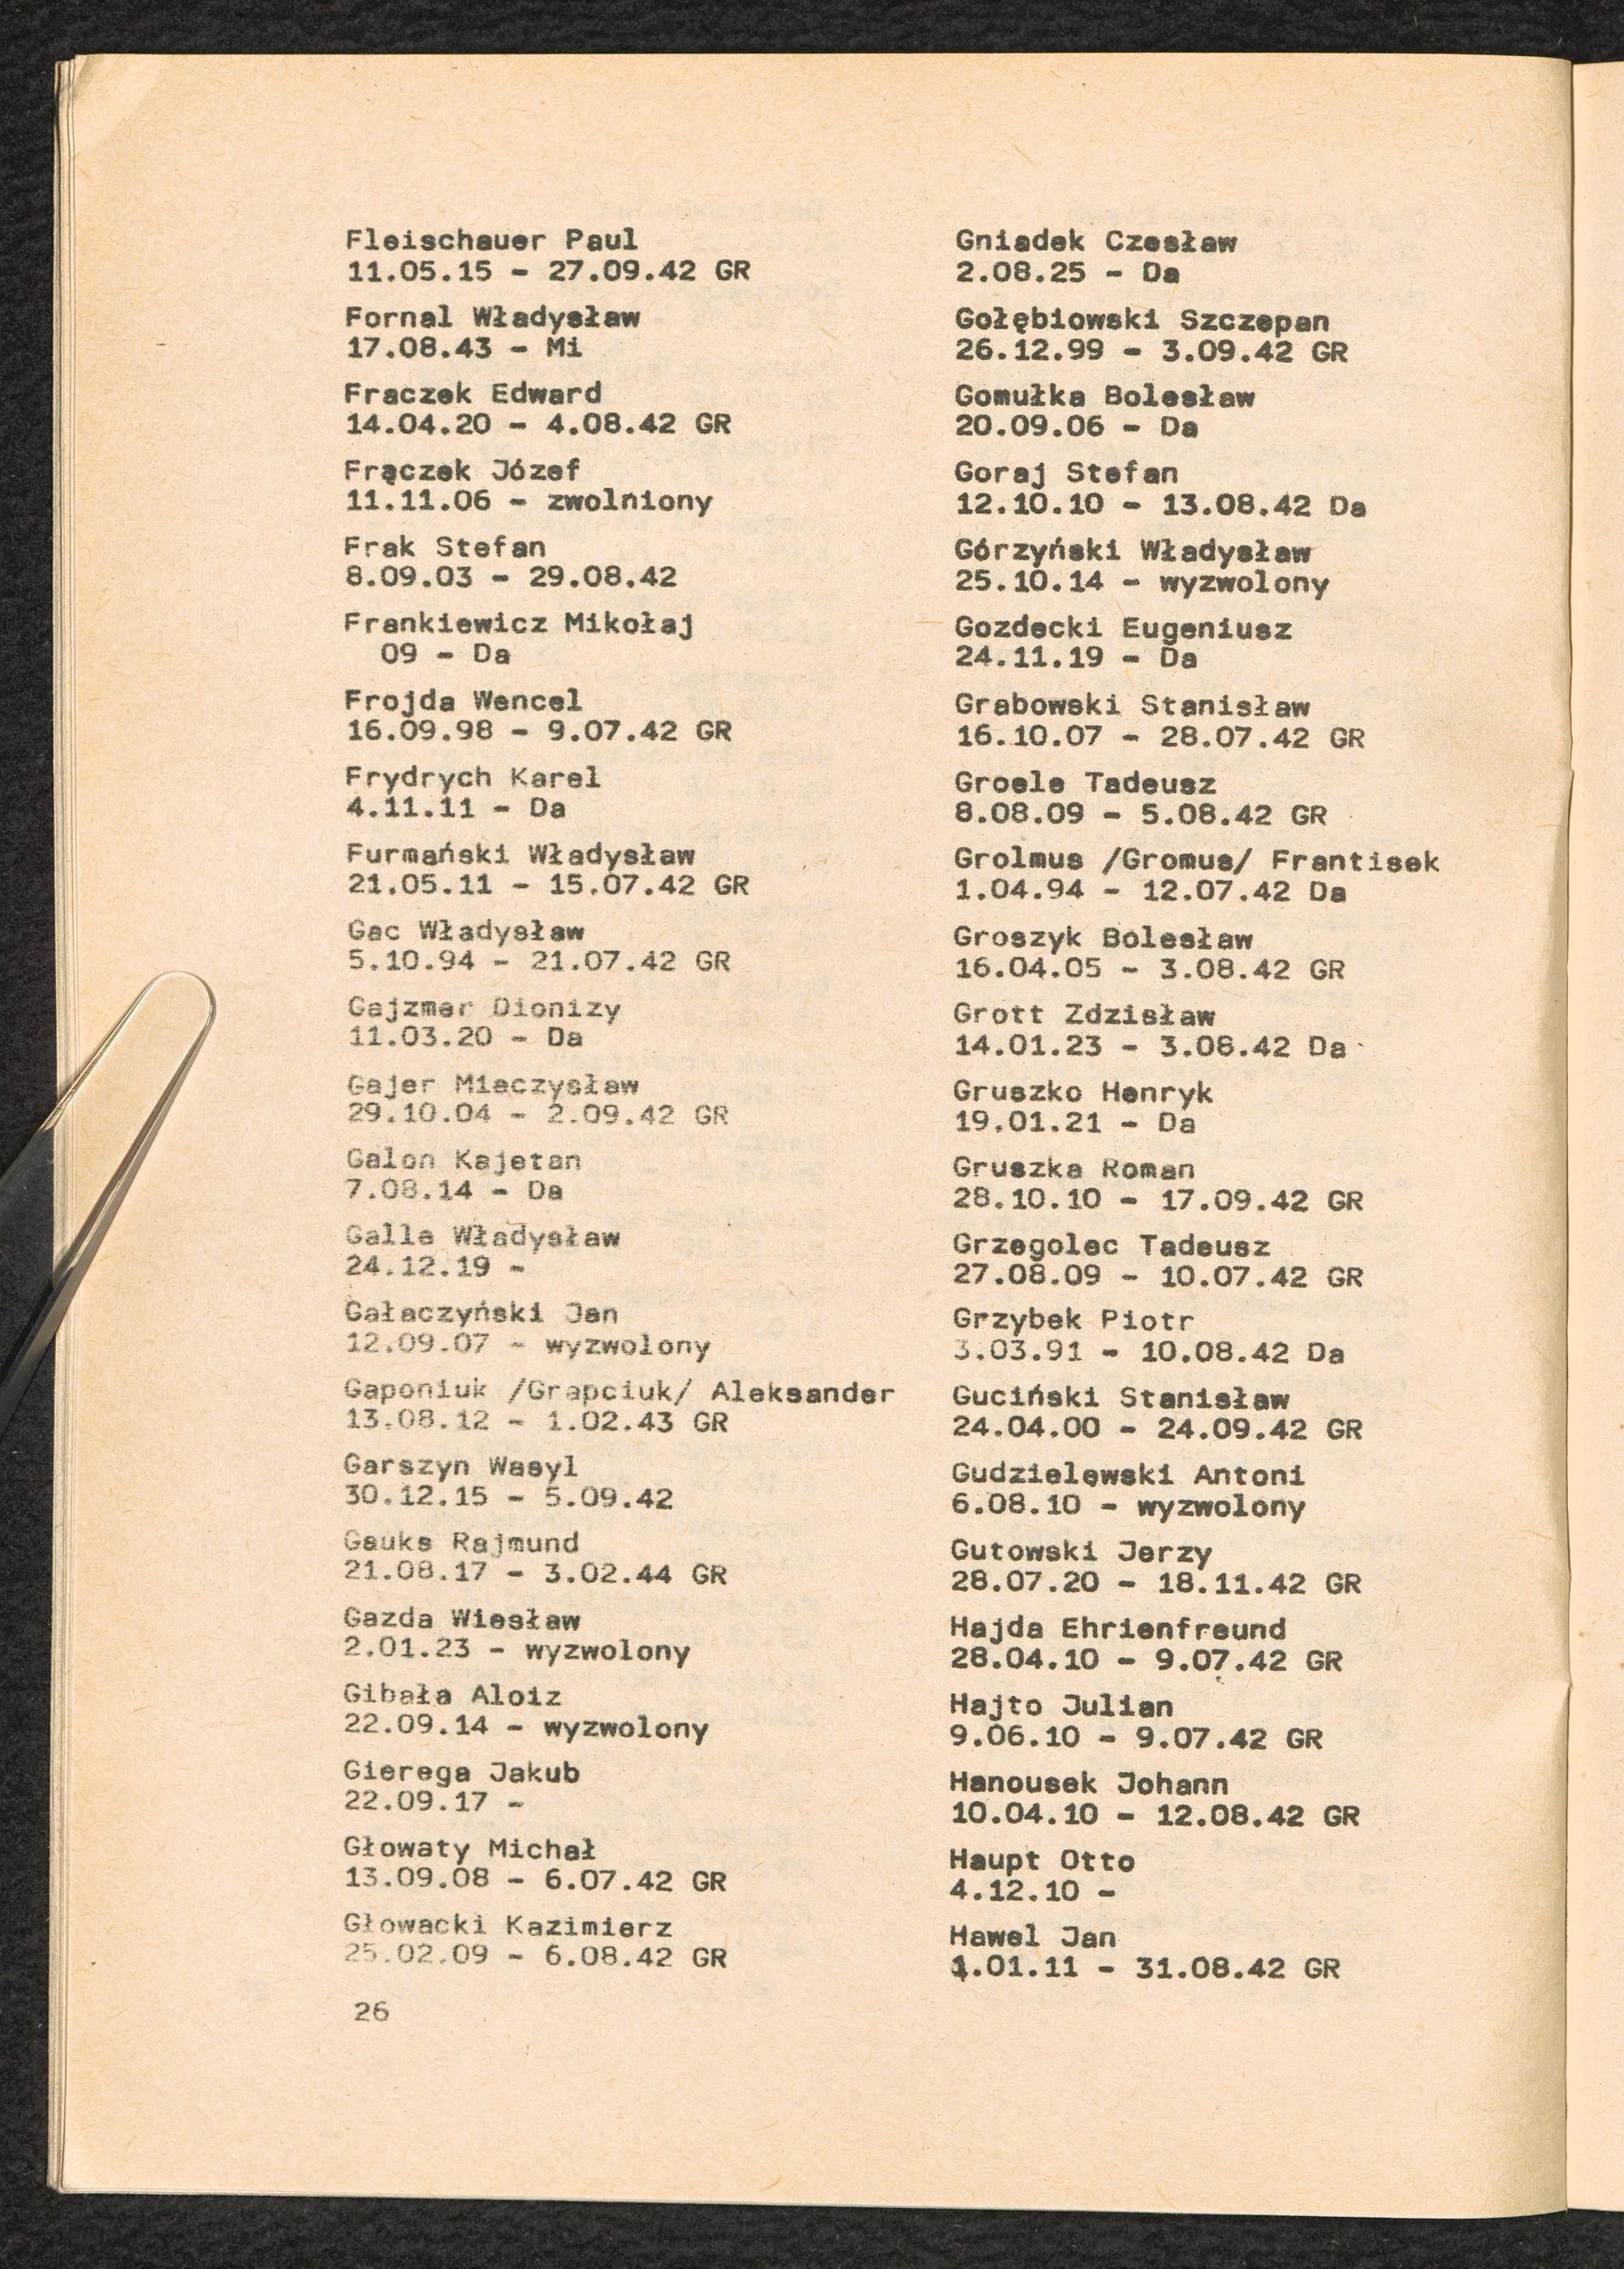 Fleischauer Paul
11.05.15 - 27.09.42 GR
Fornal Władysław
17.08.43 - Mi
Fraczek Edward
14.04.20 - 4.08.42 GR
Frączek Józef
11.11.06 - zwolniony
Frak Stefan
8.09.03 - 29.08.42
Frankiewicz Mikołaj
09 - Da
Frojda Wencel
16.09.98 - 9.07.42 GR
Frydrych Karel
4.11.11 - Da
Furmański Władysław
21.05.11 - 15.07.42 GR
Gac Władysław
5.10.94 - 21.07.42 GR
Gajzmer Dionizy
11.03.20 - Da
Gajer Mieczysław
29.10.04 - 2.09.42 GR
Galon Kajetan
7.08.14 - Da
Galla Władysław
24.12.19 -
Gałaczyński Jan
12.09.07 - wyzwolony
Gaponiuk /Grapciuk/ Aleksander
13.08.12 - 1.02.43 GR
Garszyn Wasyl
30.12.15 - 5.09.42
Gauks Rajmund
21.08.17 - 3.02.44 GR
Gazda Wiesław
2.01.23 - wyzwolony
Gibała Aloiz
22.09.14 - wyzwolony
Gierega Jakub
22.09.17 -
Głowaty Michał
13.09.08 - 6.07.42 GR
Głowacki Kazimierz
25.02.09 - 6.08.42 GR
26
Gniadek Czesław
2.08.25 - Da
Gołębiowski Szczepan
26.12.99 - 3.09.42 GR
Gomułka Bolesław
20.09.06 - Da
Goraj Stefan
12.10.10 - 13.08.42 Da
Górzyński Władysław
25.10.14 - wyzwolony
Gozdecki Eugeniusz
24.11.19 - Da
Grabowski Stanisław
16.10.07 - 28.07.42 GR
Groele Tadeusz
8.08.09 - 5.08.42 GR
Grolmus /Gromus/ Frantisek
1.04.94 - 12.07.42 Da
Groszyk Bolesław
16.04.05 - 3.08.42 GR
Grott Zdzisław
14.01.23 - 3.08.42 Da
Gruszko Henryk
19.01.21 - Da
Gruszka Roman
28.10.10 - 17.09.42 GR
Grzegolec Tadeusz
27.08.09 - 10.07.42 GR
Grzybek Piotr
3.03.91 - 10.08.42 Da
Guciński Stanisław
24.04.00 - 24.09.42 GR
Gudzielewski Antoni
6.08.10 - wyzwolony
Gutowski Jerzy
28.07.20 - 18.11.42 GR
Hajda Ehrienfreund
28.04.10 - 9.07.42 GR
Hajto Julian
9.06.10 - 9.07.42 GR
Hanousek Johann
10.04.10 - 12.08.42 GR
Haupt Otto
4.12.10 -
Hawel Jan
1.01.11 - 31.08.42 GR